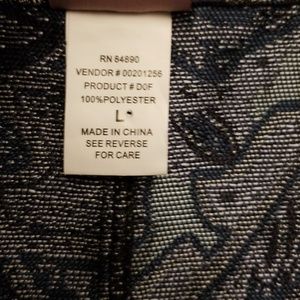 RN 84890
VENDOR # 00201256
PRODUCT # D0F
100%POLYESTER
L
MADE IN CHINA
SEE REVERSE
FOR CARE